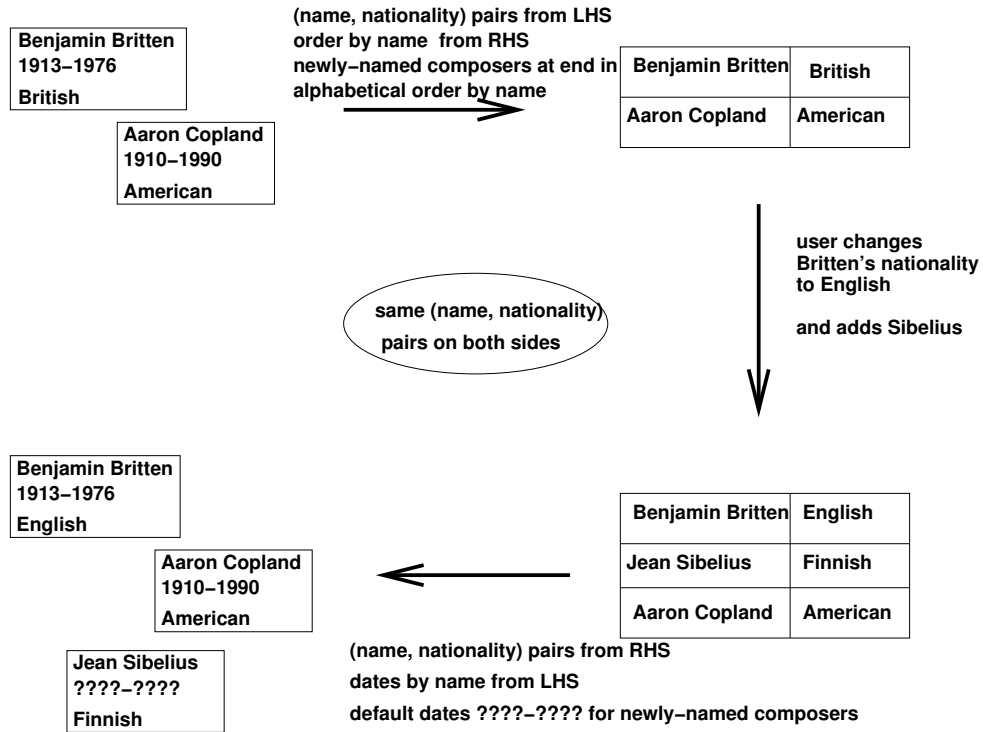 Benjamin Britten
1913–1976
British
Aaron Copland
1910–1990
American
(name, nationality) pairs from LHS
order by name from RHS
newly–named composers at end in
alphabetical order by name
Benjamin Britten British
Aaron Copland American
user changes
Britten's nationality
to English
and adds Sibelius
same (name, nationality)
pairs on both sides
Benjamin Britten
1913–1976
English
Aaron Copland
1910–1990
American
Jean Sibelius
????–????
Finnish
Benjamin Britten English
Jean Sibelius Finnish
Aaron Copland American
(name, nationality) pairs from RHS
dates by name from LHS
default dates ????–???? for newly–named composers